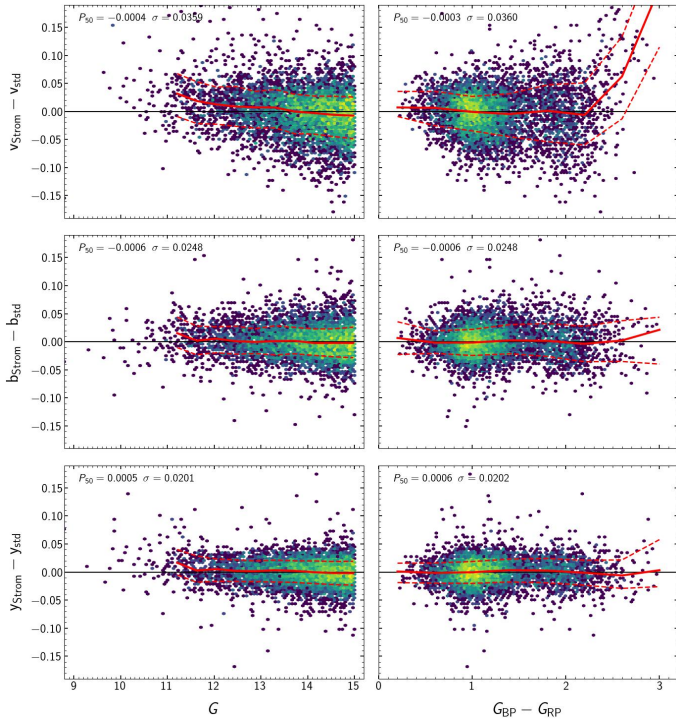 P50 = −0.0004 σ = 0.0359
P50 = −0.0003 σ = 0.0360
0.15
0.10
0.05
0.00
−0.05
−0.10
−0.15
vStrom − vstd
P50 = −0.0006 σ = 0.0248
P50 = −0.0006 σ = 0.0248
0.15
0.10
0.05
0.00
−0.05
−0.10
−0.15
bStrom − bstd
P50 = 0.0005 σ = 0.0201
P50 = 0.0006 σ = 0.0202
0.15
0.10
0.05
0.00
−0.05
−0.10
−0.15
yStrom − ystd
9 10 11 12 13 14 15
0 1 2 3
G
GBP − GRP